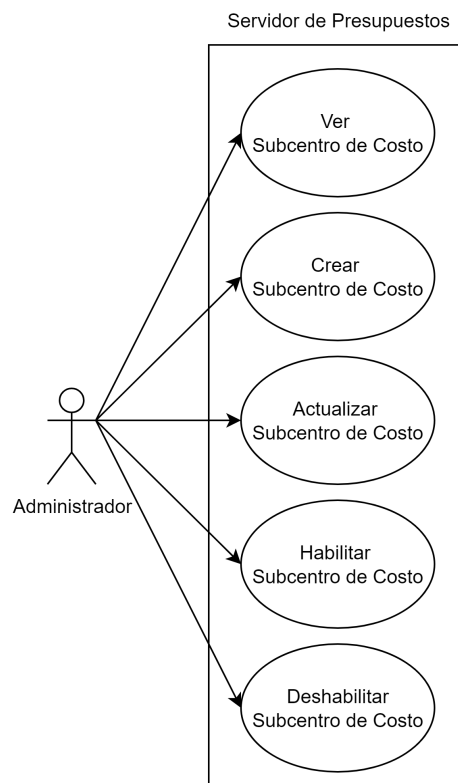 Servidor de Presupuestos
Ver
Subcentro de Costo
Crear
Subcentro de Costo
Actualizar
Subcentro de Costo
Administrador
Habilitar
Subcentro de Costo
Deshabilitar
Subcentro de Costo